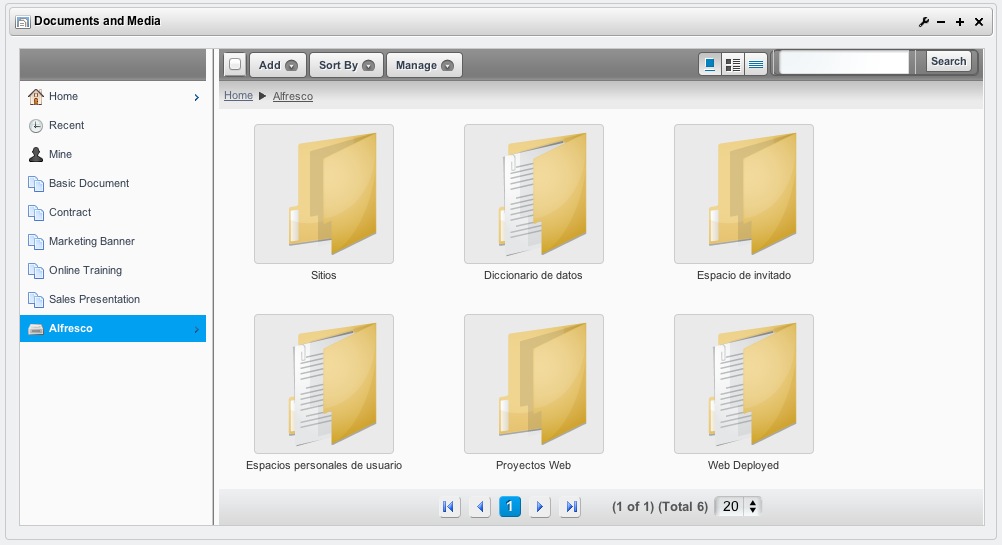 Documents and Media
Add
Sort By
Manage
Search
Home
Recent
Mine
Basic Document
Contract
Marketing Banner
Online Training
Sales Presentation
Alfresco
Home Alfresco
Sitios
Diccionario de datos
Espacio de invitado
Espacios personales de usuario
Proyectos Web
Web Deployed
1
(1 of 1) (Total 6)
20